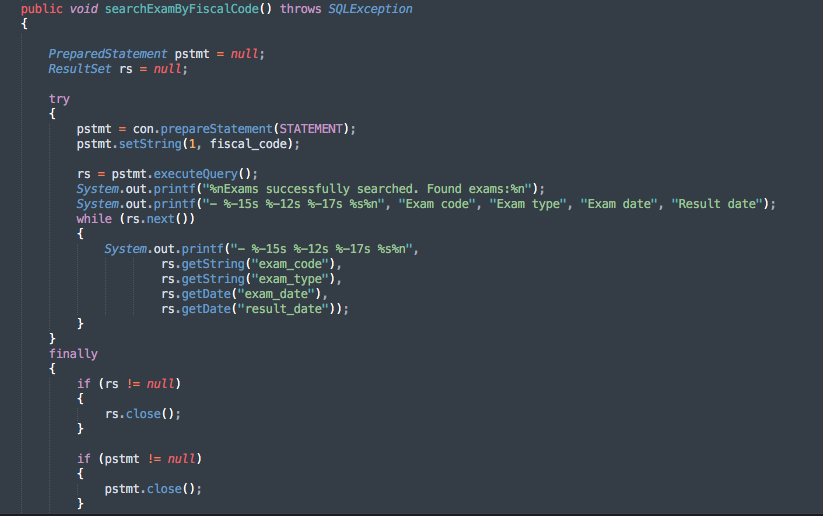 public void searchExamByFiscalCode() throws SQLException
{
PreparedStatement pstmt = null;
ResultSet rs = null;
try
{
pstmt = con.prepareStatement(STATEMENT);
pstmt.setString(1, fiscal_code);
rs = pstmt.executeQuery();
System.out.printf("%nExams successfully searched. Found exams:%n");
System.out.printf("- %-15s %-12s %-17s %s%n", "Exam code", "Exam type", "Exam date", "Result date");
while (rs.next())
{
System.out.printf("- %-15s %-12s %-17s %s%n",
rs.getString("exam_code"),
rs.getString("exam_type"),
rs.getDate("exam_date"),
rs.getDate("result_date"));
}
}
finally
{
if (rs != null)
{
rs.close();
}
if (pstmt != null)
{
pstmt.close();
}